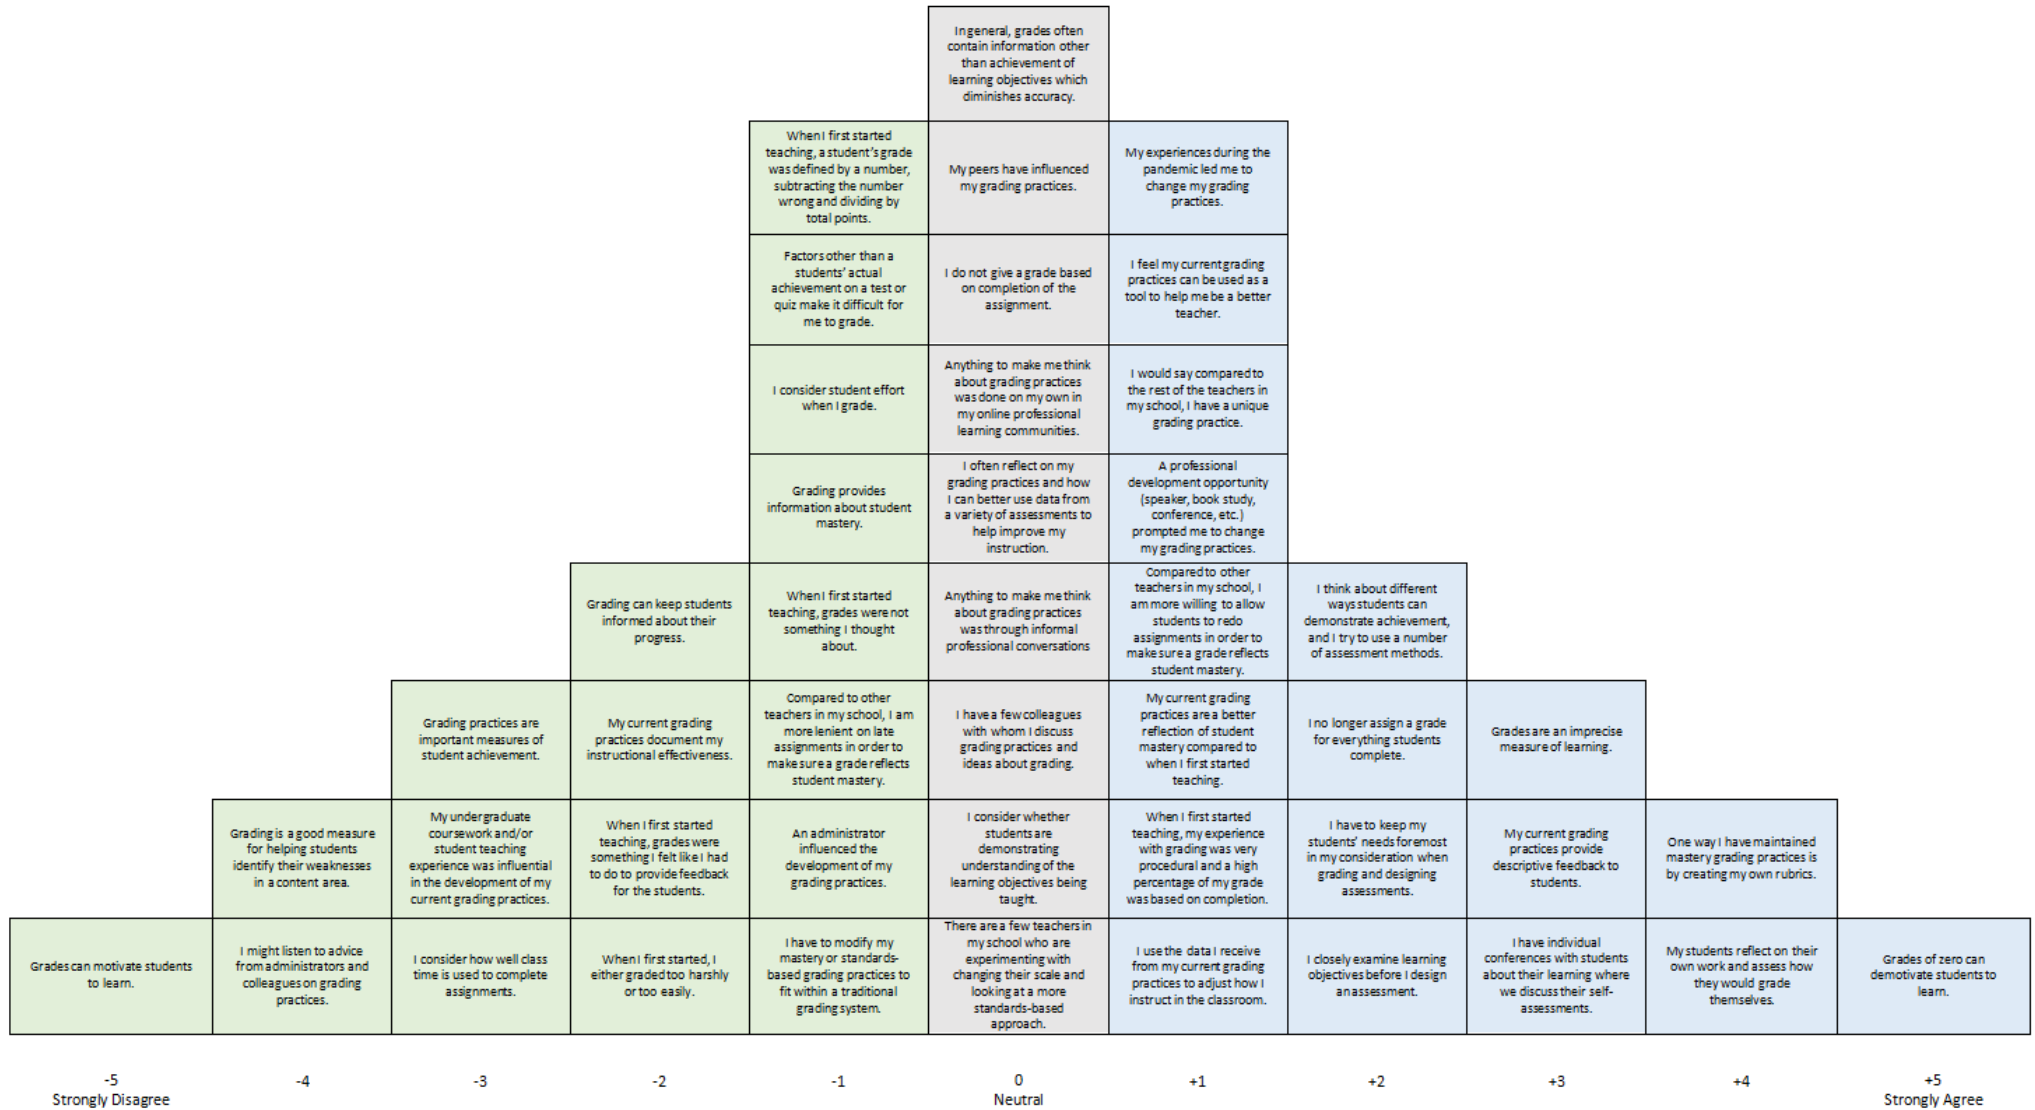 In general, grades often
contain information other
than achievement of
learning objectives which
diminishes accuracy.
When I first started
teaching, a student's grade
was defined by a number,
subtracting the number
wrong and dividing by
total points.
My peers have influenced
my grading practices.
My experiences during the
pandemic led me to
change my grading
practices.
Factors other than a
students' actual
achievement on a test or
quiz make it difficult for
me to grade.
I do not give a grade based
on completion of the
assignment.
I feel my current grading
practices can be used as a
tool to help me be a better
teacher.
I consider student effort
when I grade.
Anything to make me think
about grading practices
was done on my own in
my online professional
learning communities.
I would say compared to
the rest of the teachers in
my school, I have a unique
grading practice.
Grading provides
information about student
mastery.
I often reflect on my
grading practices and how
I can better use data from
a variety of assessments to
help improve my
instruction.
A professional
development opportunity
(speaker, book study,
conference, etc.)
prompted me to change
my grading practices.
Grading can keep students
informed about their
progress.
When I first started
teaching, grades were not
something I thought
about.
Anything to make me think
about grading practices
was through informal
professional conversations
Compared to other
teachers in my school, I
am more willing to allow
students to redo
assignments in order to
make sure a grade reflects
student mastery.
I think about different
ways students can
demonstrate achievement,
and I try to use a number
of assessment methods.
Grading practices are
important measures of
student achievement.
My current grading
practices document my
instructional effectiveness.
Compared to other
teachers in my school, I am
more lenient on late
assignments in order to
make sure a grade reflects
student mastery.
I have a few colleagues
with whom I discuss
grading practices and
ideas about grading.
My current grading
practices are a better
reflection of student
mastery compared to
when I first started
teaching.
I no longer assign a grade
for everything students
complete.
Grades are an imprecise
measure of learning.
Grading is a good measure
for helping students
identify their weaknesses
in a content area.
My undergraduate
coursework and/or
student teaching
experience was influential
in the development of my
current grading practices.
When I first started
teaching, grades were
something I felt like I had
to do to provide feedback
for the students.
An administrator
influenced the
development of my
grading practices.
I consider whether
students are
demonstrating
understanding of the
learning objectives being
taught.
When I first started
teaching, my experience
with grading was very
procedural and a high
percentage of my grade
was based on completion.
I have to keep my
students' needs foremost
in my consideration when
grading and designing
assessments.
My current grading
practices provide
descriptive feedback to
students.
One way I have maintained
mastery grading practices is
by creating my own rubrics.
Grades can motivate students
to learn.
I might listen to advice
from administrators and
colleagues on grading
practices.
I consider how well class
time is used to complete
assignments.
When I first started, I
either graded too harshly
or too easily.
I have to modify my
mastery or standards-
based grading practices to
fit within a traditional
grading system.
There are a few teachers in
my school who are
experimenting with
changing their scale and
looking at a more
standards-based
approach.
I use the data I receive
from my current grading
practices to adjust how I
instruct in the classroom.
I closely examine learning
objectives before I design
an assessment.
I have individual
conferences with students
about their learning where
we discuss their self-
assessments.
My students reflect on their
own work and assess how
they would grade
themselves.
Grades of zero can
demotivate students to
learn.
-5 -4 -3 -2 -1 0 +1 +2 +3 +4 +5
Strongly Disagree Neutral Strongly Agree